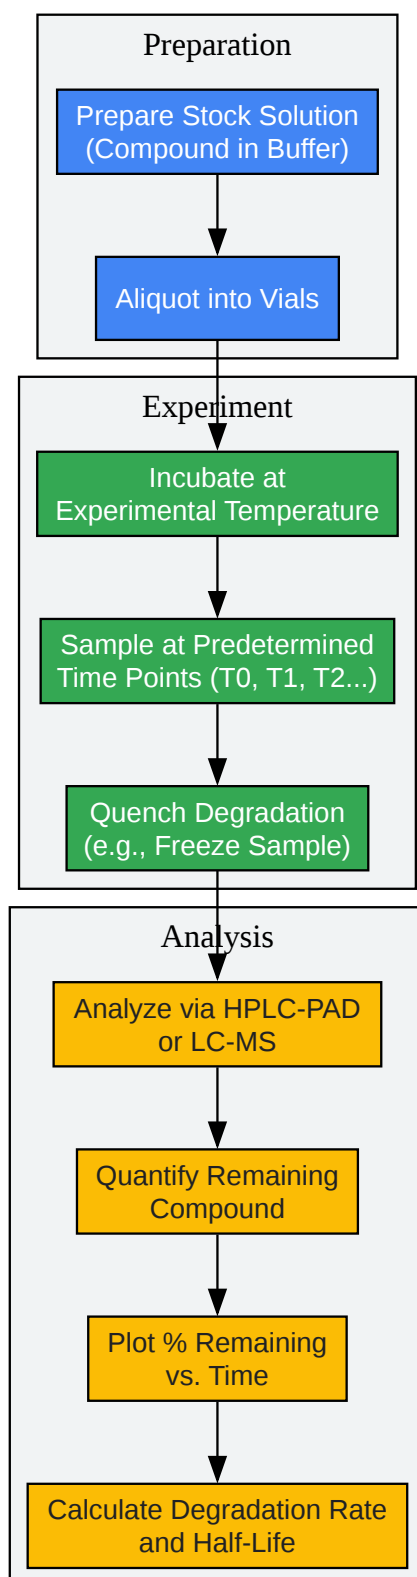 Preparation
Prepare Stock Solution
(Compound in Buffer)
Aliquot into Vials
Experiment
Incubate at
Experimental Temperature
Sample at Predetermined
Time Points (T0, T1, T2...)
Quench Degradation
(e.g., Freeze Sample)
Analysis
Analyze via HPLC-PAD
or LC-MS
Quantify Remaining
Compound
Plot % Remaining
vs. Time
Calculate Degradation Rate
and Half-Life